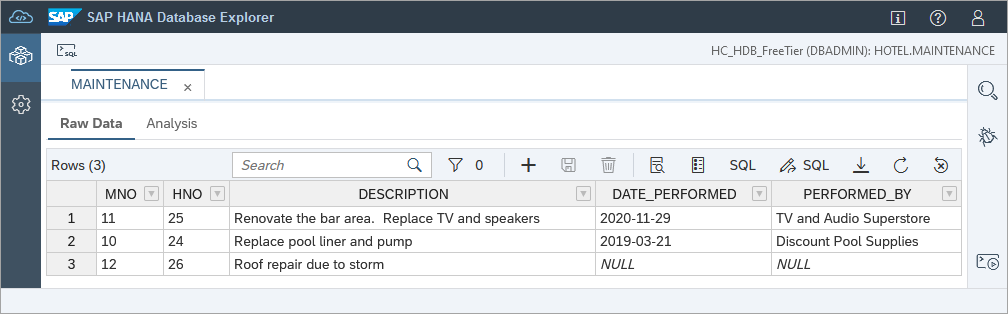 SAP SAP HANA Database Explorer
SQL HC_HDB_FreeTier (DBADMIN): HOTEL.MAINTENANCE
MAINTENANCE ×
Raw Data Analysis
Rows (3) Search 0 SQL SQL
MNO HNO DESCRIPTION DATE_PERFORMED PERFORMED_BY
1 11 25 Renovate the bar area.  Replace TV and speakers 2020-11-29 TV and Audio Superstore
2 10 24 Replace pool liner and pump 2019-03-21 Discount Pool Supplies
3 12 26 Roof repair due to storm NULL NULL